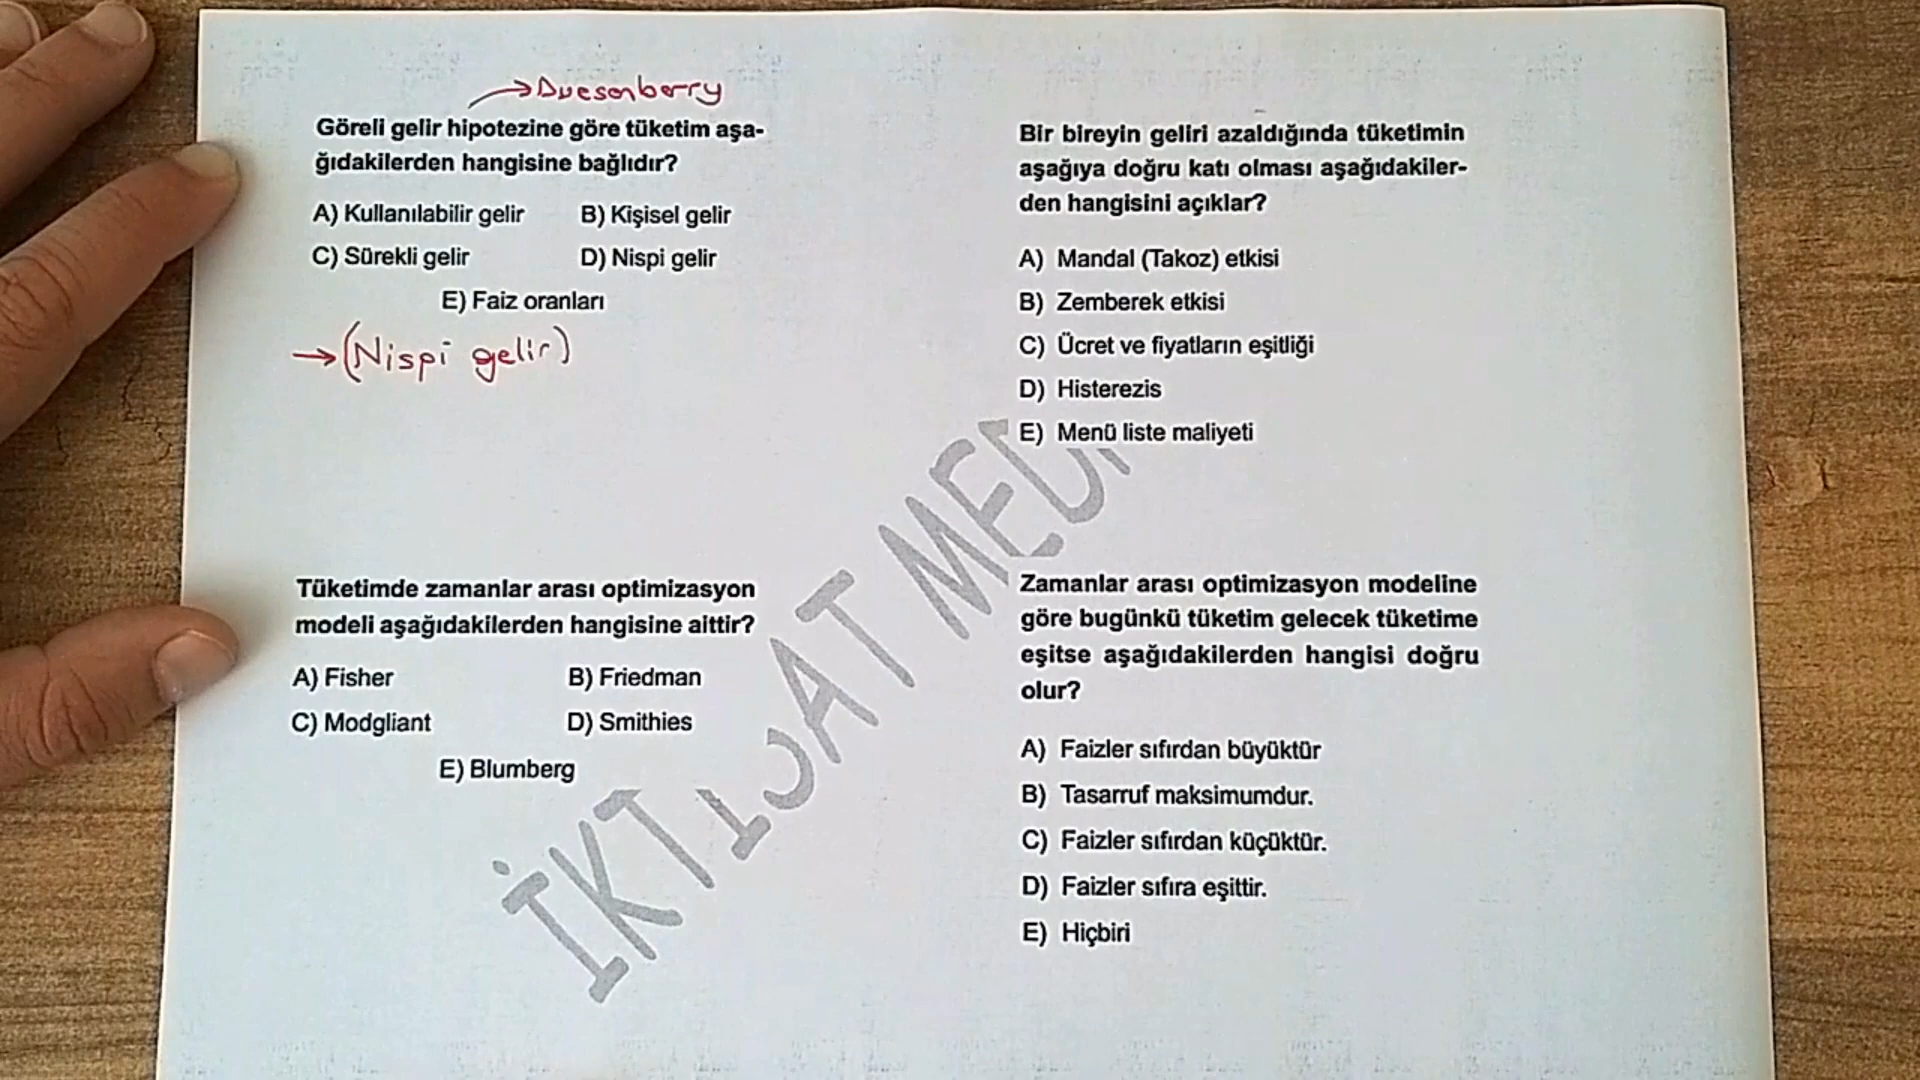 →Duesenberry
Göreli gelir hipotezine göre tüketim aşa-
ğıdakilerden hangisine bağlıdır?
A) Kullanılabilir gelir B) Kişisel gelir
C) Sürekli gelir D) Nispi gelir
E) Faiz oranları
→(Nispi gelir)
Tüketimde zamanlar arası optimizasyon
modeli aşağıdakilerden hangisine aittir?
A) Fisher B) Friedman
C) Modgliant D) Smithies
E) Blumberg
Bir bireyin geliri azaldığında tüketimin
aşağıya doğru katı olması aşağıdakiler-
den hangisini açıklar?
A) Mandal (Takoz) etkisi
B) Zemberek etkisi
C) Ücret ve fiyatların eşitliği
D) Histerezis
E) Menü liste maliyeti
Zamanlar arası optimizasyon modeline
göre bugünkü tüketim gelecek tüketime
eşitse aşağıdakilerden hangisi doğru
olur?
A) Faizler sıfırdan büyüktür
B) Tasarruf maksimumdur.
C) Faizler sıfırdan küçüktür.
D) Faizler sıfıra eşittir.
E) Hiçbiri